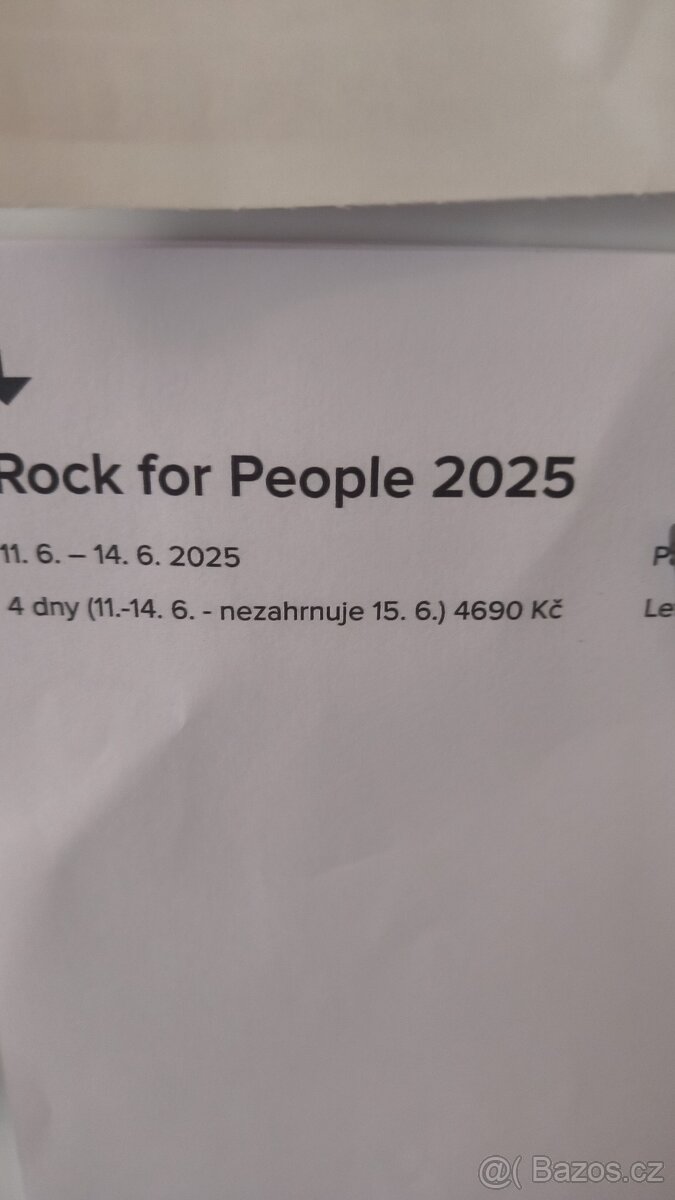 Rock for People 2025
11. 6. – 14. 6. 2025
4 dny (11.-14. 6. - nezahrnuje 15. 6.) 4690 Kč
@( Bazos.cz